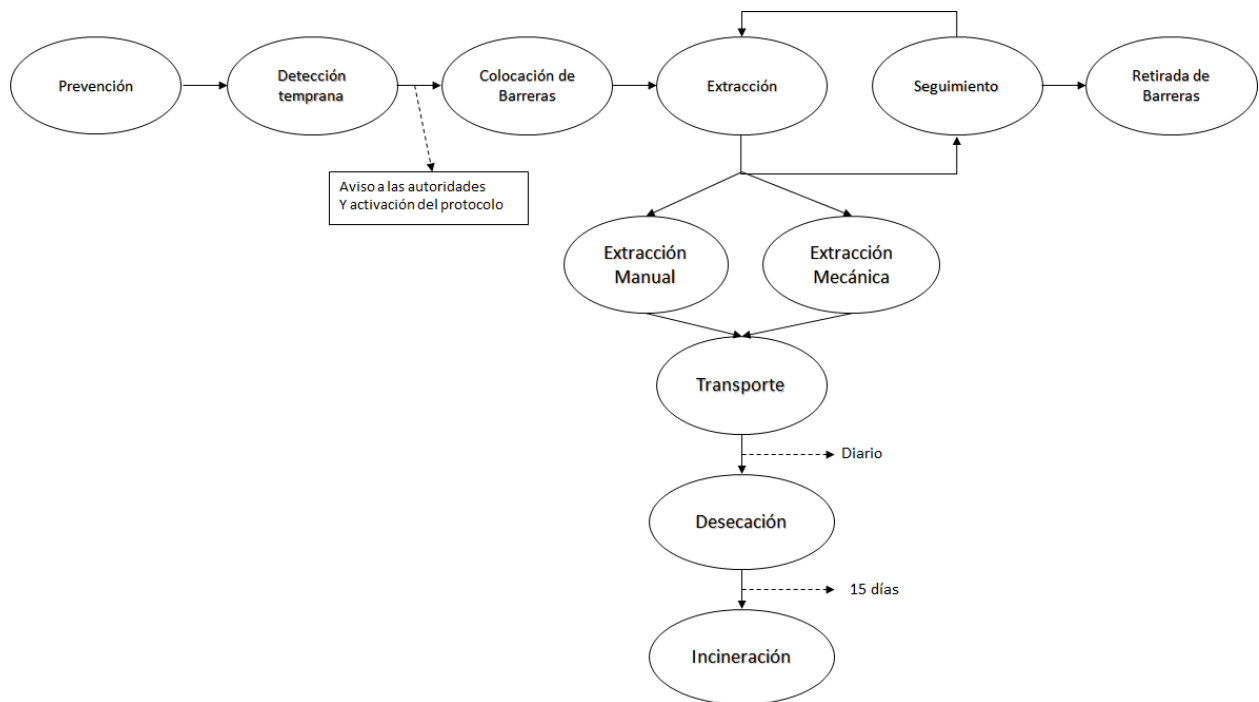 Prevención
Detección
temprana
Colocación de
Barreras
Extracción
Seguimiento
Retirada de
Barreras
Aviso a las autoridades
Y activación del protocolo
Extracción
Manual
Extracción
Mecánica
Transporte
Diario
Desecación
15 días
Incineración